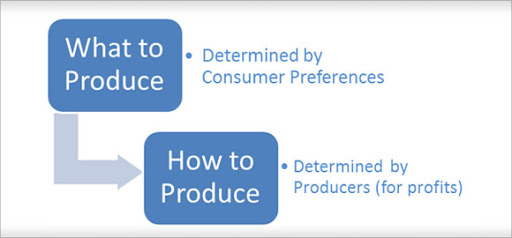 What to
Produce
• Determined by
Consumer Preferences
How to
Produce
• Determined by
Producers (for profits)